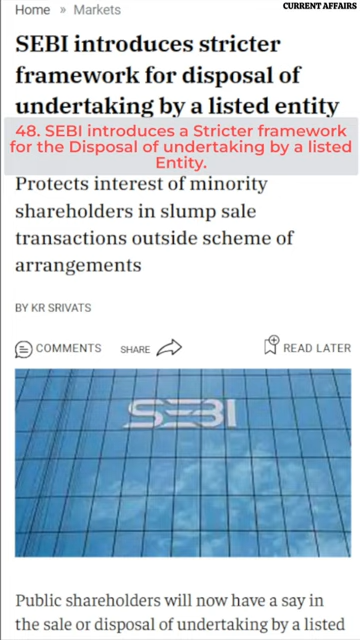 CURRENT AFFAIRS
Home » Markets
SEBI introduces stricter
framework for disposal of
undertaking by a listed entity
48. SEBI introduces a Stricter framework
for the Disposal of undertaking by a listed
Entity.
Protects interest of minority
shareholders in slump sale
transactions outside scheme of
arrangements
BY KR SRIVATS
COMMENTS SHARE READ LATER
SEBI
Public shareholders will now have a say in
the sale or disposal of undertaking by a listed